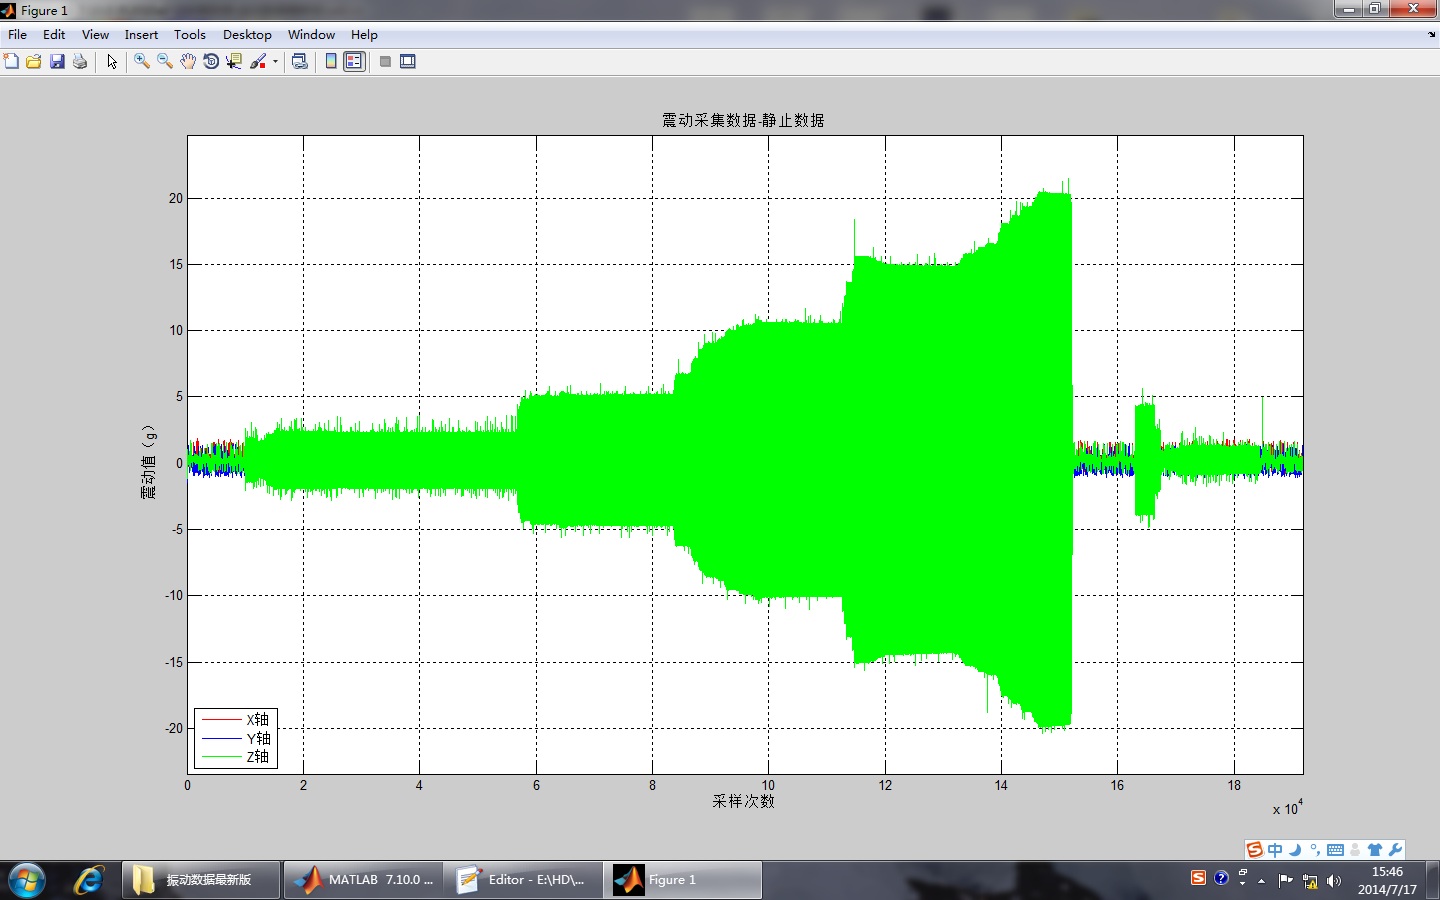 Figure 1
File Edit View Insert Tools Desktop Window Help
震动采集数据-静止数据
20
15
10
5
0
-5
-10
-15
-20
震动值（g）
X轴
Y轴
Z轴
0 2 4 6 8 10 12 14 16 18
采样次数
x 10^4
中
振动数据最新版
MATLAB 7.10.0 ...
Editor - E:\HD\...
Figure 1
15:46
2014/7/17